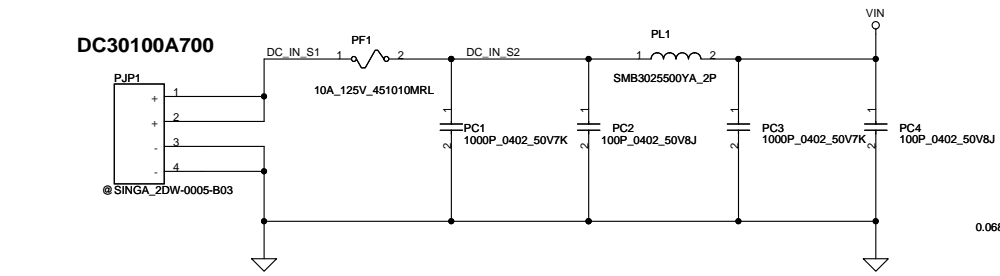 VIN
DC30100A700
DC_IN_S1
1
PF1
2
DC_IN_S2
1
PL1
2
10A_125V_451010MRL
SMB3025500YA_2P
PJP1
+ 1
+ 2
- 3
- 4
@ SINGA_2DW-0005-B03
1
PC1
1000P_0402_50V7K
2
1
PC2
100P_0402_50V8J
2
1
PC3
1000P_0402_50V7K
2
1
PC4
100P_0402_50V8J
2
0.068